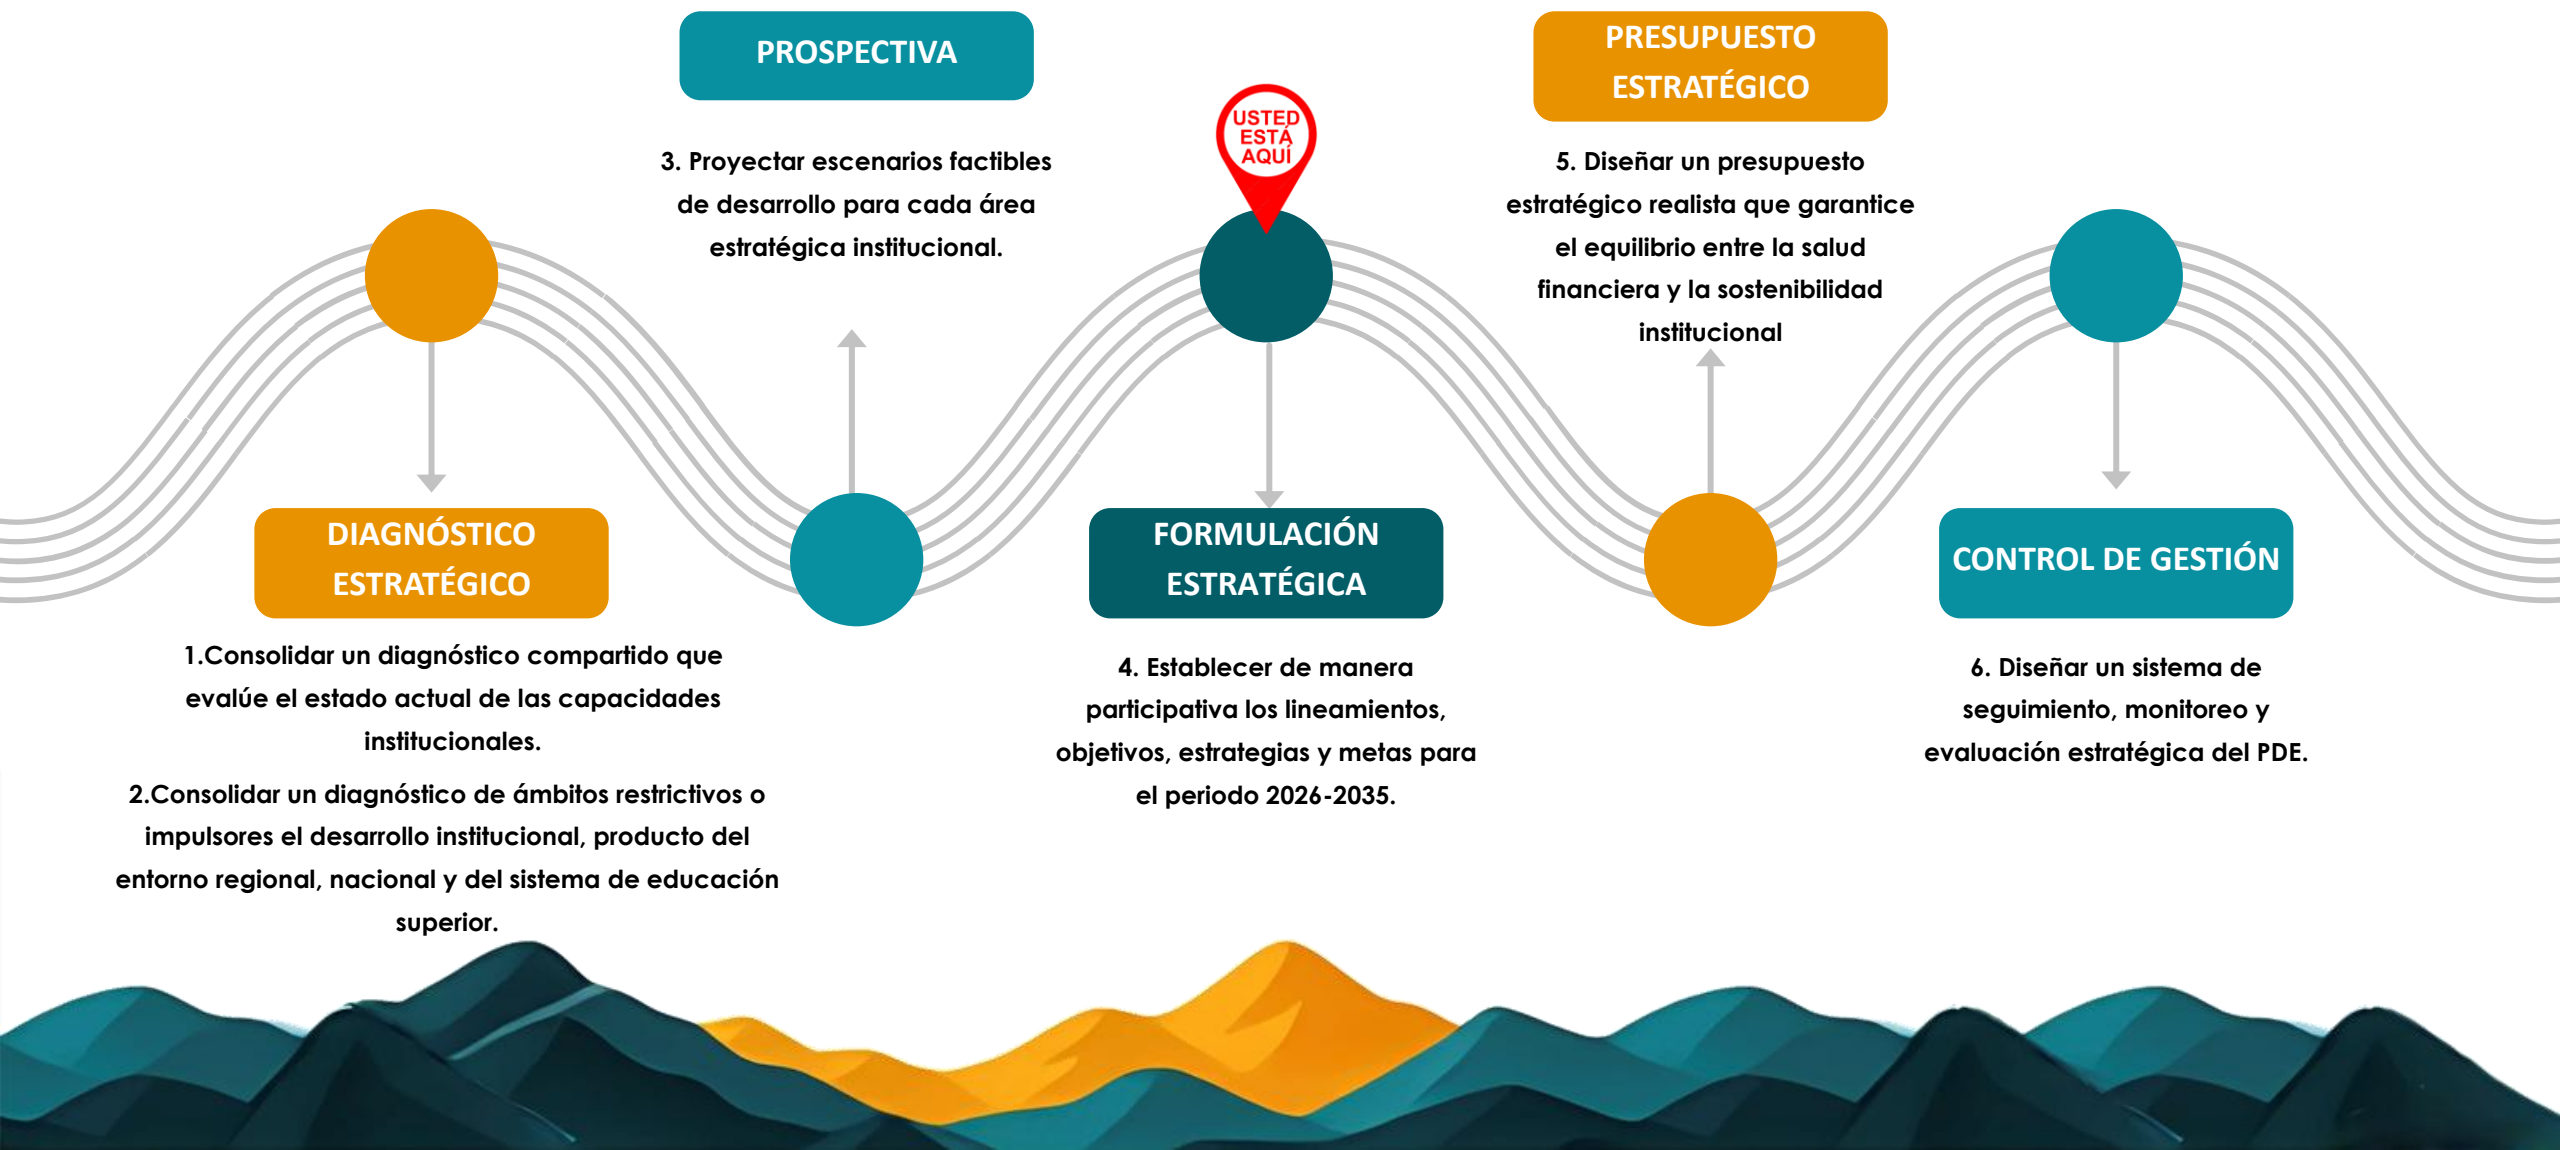 PROSPECTIVA
3. Proyectar escenarios factibles
de desarrollo para cada área
estratégica institucional.
USTED
ESTÁ
AQUÍ
PRESUPUESTO
ESTRATÉGICO
5. Diseñar un presupuesto
estratégico realista que garantice
el equilibrio entre la salud
financiera y la sostenibilidad
institucional
DIAGNÓSTICO
ESTRATÉGICO
1.Consolidar un diagnóstico compartido que
evalúe el estado actual de las capacidades
institucionales.
2.Consolidar un diagnóstico de ámbitos restrictivos o
impulsores el desarrollo institucional, producto del
entorno regional, nacional y del sistema de educación
superior.
FORMULACIÓN
ESTRATÉGICA
4. Establecer de manera
participativa los lineamientos,
objetivos, estrategias y metas para
el periodo 2026-2035.
CONTROL DE GESTIÓN
6. Diseñar un sistema de
seguimiento, monitoreo y
evaluación estratégica del PDE.